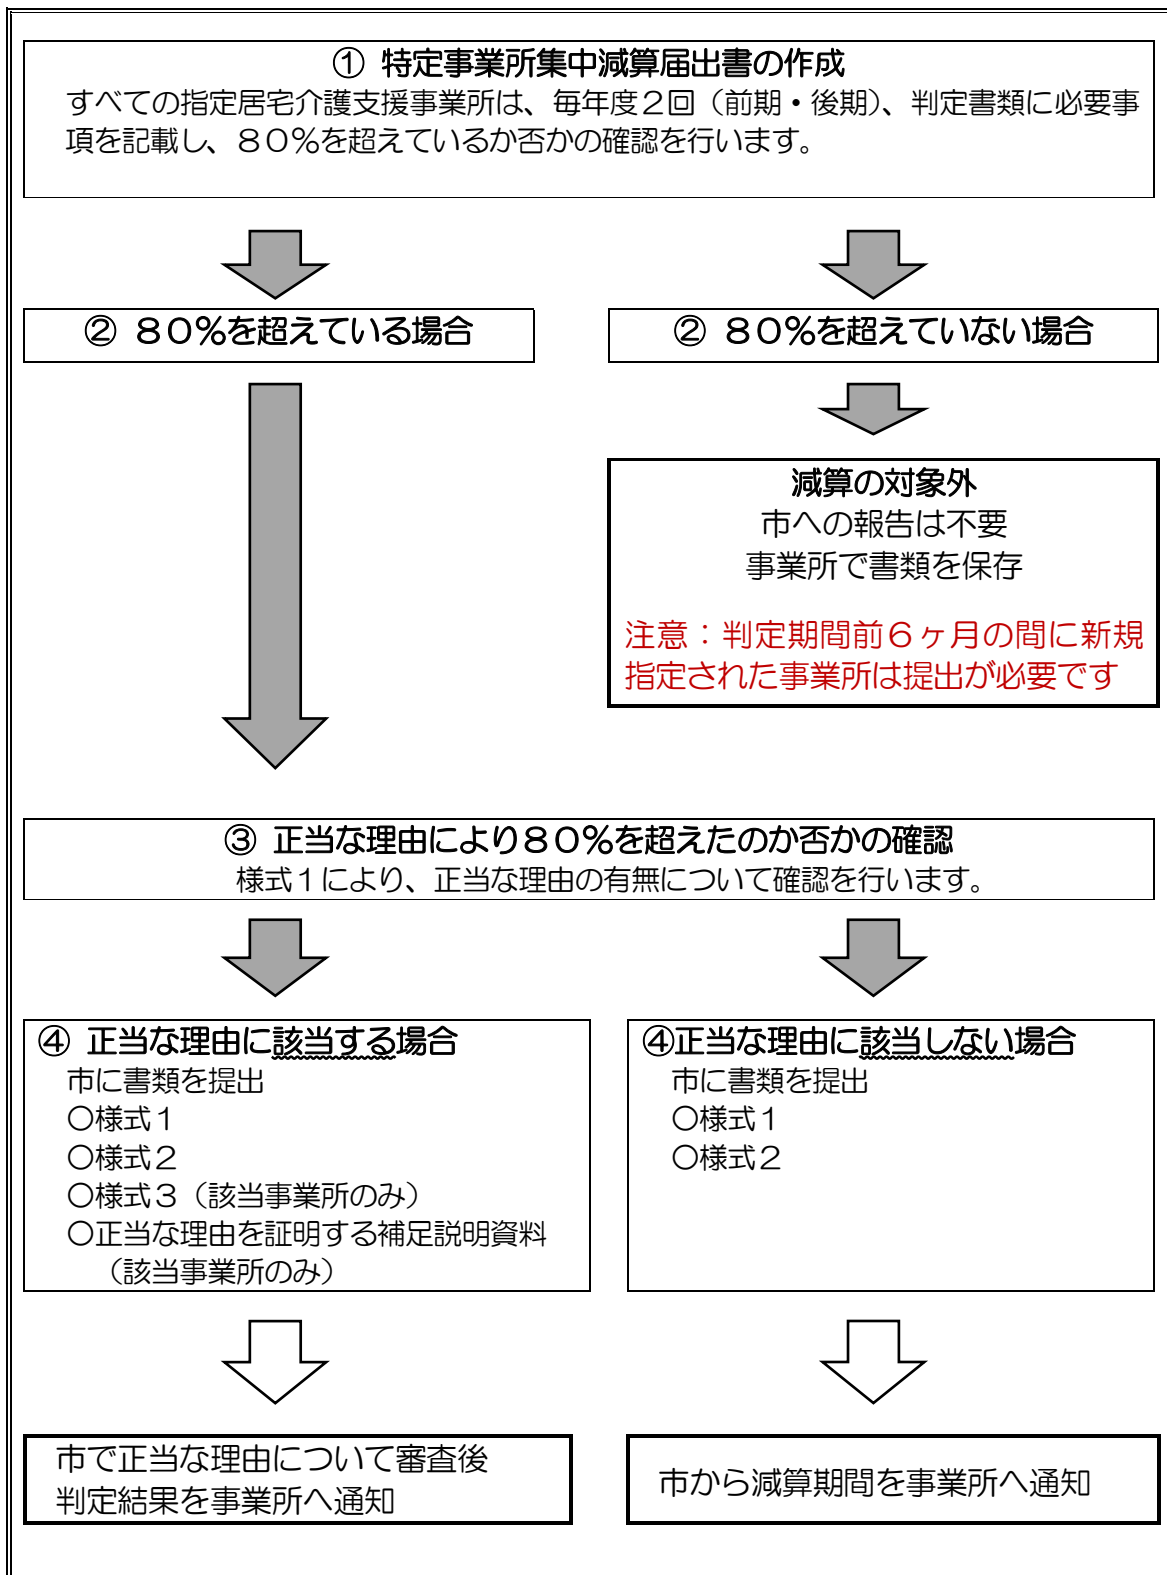 ① 特定事業所集中減算届出書の作成
すべての指定居宅介護支援事業所は、毎年度２回（前期・後期）、判定書類に必要事
項を記載し、８０％を超えているか否かの確認を行います。
② ８０％を超えている場合
② ８０％を超えていない場合
減算の対象外
市への報告は不要
事業所で書類を保存
注意：判定期間前６ヶ月の間に新規
指定された事業所は提出が必要です
③ 正当な理由により８０％を超えたのか否かの確認
様式１により、正当な理由の有無について確認を行います。
④ 正当な理由に該当する場合
市に書類を提出
〇様式１
〇様式２
〇様式３（該当事業所のみ）
〇正当な理由を証明する補足説明資料
（該当事業所のみ）
④正当な理由に該当しない場合
市に書類を提出
〇様式１
〇様式２
市で正当な理由について審査後
判定結果を事業所へ通知
市から減算期間を事業所へ通知